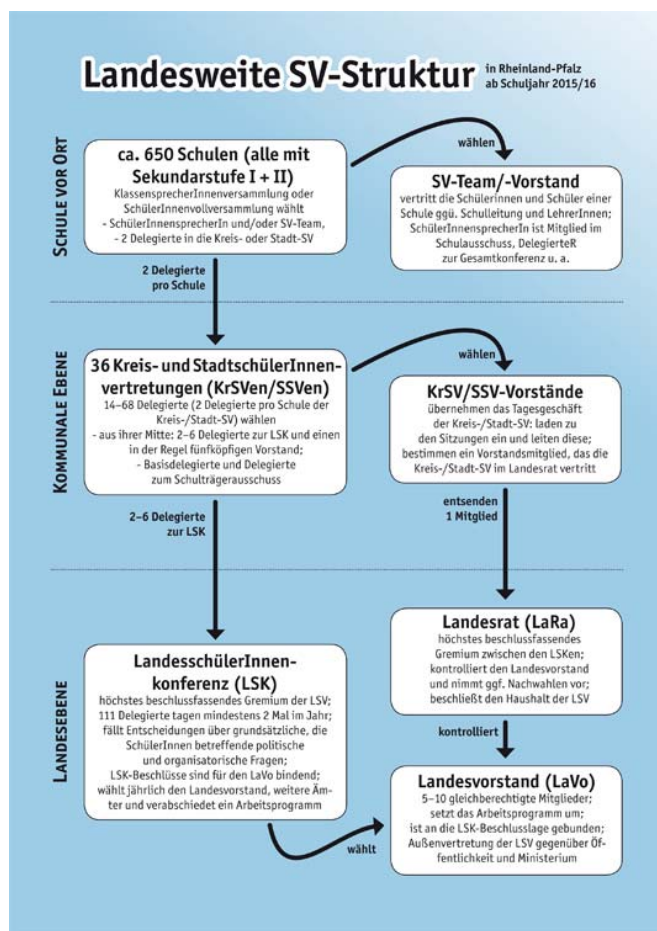 Landesweite SV-Struktur
in Rheinland-Pfalz
ab Schuljahr 2015/16
SCHULE VOR ORT
ca. 650 Schulen (alle mit
Sekundarstufe I + II)
KlassensprecherInnenversammlung oder
SchülerInnenvollversammlung wählt
- SchülerInnensprecherIn und/oder SV-Team,
- 2 Delegierte in die Kreis- oder Stadt-SV
wählen
SV-Team/-Vorstand
vertritt die Schülerinnen und Schüler einer
Schule ggü. Schulleitung und LehrerInnen;
SchülerInnensprecherIn ist Mitglied im
Schulausschuss, DelegierteR
zur Gesamtkonferenz u. a.
2 Delegierte
pro Schule
KOMMUNALE EBENE
36 Kreis- und StadtschülerInnen-
vertretungen (KrSVen/SSVen)
14–68 Delegierte (2 Delegierte pro Schule der
Kreis-/Stadt-SV) wählen
- aus ihrer Mitte: 2–6 Delegierte zur LSK und einen
in der Regel fünfköpfigen Vorstand;
- Basisdelegierte und Delegierte
zum Schulträgerausschuss
wählen
KrSV/SSV-Vorstände
übernehmen das Tagesgeschäft
der Kreis-/Stadt-SV: laden zu
den Sitzungen ein und leiten diese;
bestimmen ein Vorstandsmitglied, das die
Kreis-/Stadt-SV im Landesrat vertritt
2–6 Delegierte
zur LSK
entsenden
1 Mitglied
LANDESEBENE
LandesschülerInnen-
konferenz (LSK)
höchstes beschlussfassendes Gremium der LSV;
111 Delegierte tagen mindestens 2 Mal im Jahr;
fällt Entscheidungen über grundsätzliche, die
SchülerInnen betreffende politische
und organisatorische Fragen;
LSK-Beschlüsse sind für den LaVo bindend;
wählt jährlich den Landesvorstand, weitere Äm-
ter und verabschiedet ein Arbeitsprogramm
Landesrat (LaRa)
höchstes beschlussfassendes
Gremium zwischen den LSKen;
kontrolliert den Landesvorstand
und nimmt ggf. Nachwahlen vor;
beschließt den Haushalt der LSV
kontrolliert
Landesvorstand (LaVo)
5–10 gleichberechtigte Mitglieder;
setzt das Arbeitsprogramm um;
ist an die LSK-Beschlusslage gebunden;
Außenvertretung der LSV gegenüber Öf-
fentlichkeit und Ministerium
wählt